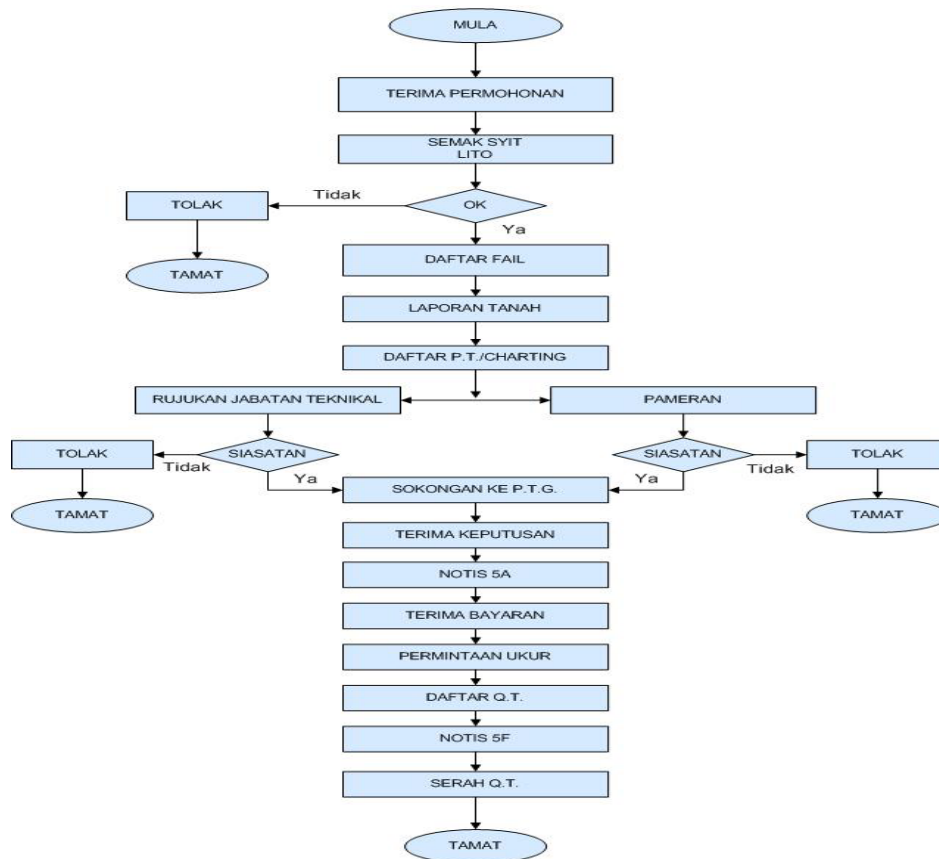 MULA
TERIMA PERMOHONAN
SEMAK SYIT
LITO
Tidak
TOLAK
OK
Ya
TAMAT
DAFTAR FAIL
LAPORAN TANAH
DAFTAR P.T./CHARTING
RUJUKAN JABATAN TEKNIKAL
PAMERAN
TOLAK
Tidak
SIASATAN
SIASATAN
Tidak
TOLAK
Ya
SOKONGAN KE P.T.G.
Ya
TAMAT
TAMAT
TERIMA KEPUTUSAN
NOTIS 5A
TERIMA BAYARAN
PERMINTAAN UKUR
DAFTAR Q.T.
NOTIS 5F
SERAH Q.T.
TAMAT